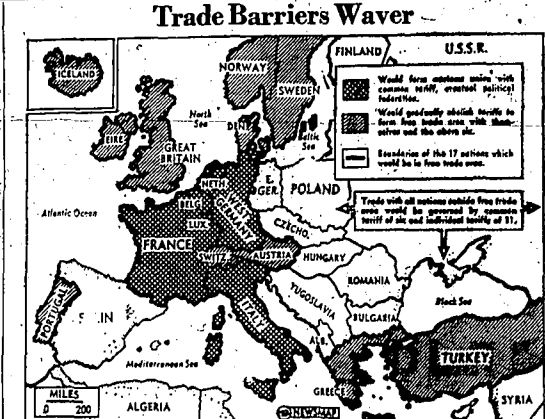 Trade Barriers Waver
ICELAND
NORWAY
SWEDEN
FINLAND
U.S.S.R.
Would form customs union with
common tariff, eventual political
federation.
Would gradually abolish tariffs to
form free trade area with them-
selves and the above six.
Boundaries of the 17 nations which
would be in free trade area.
North
Sea
DEN.
Baltic
Sea
EIRE
GREAT
BRITAIN
NETH.
BELG.
LUX.
WEST
GERMANY
E.
GER.
POLAND
Trade with all nations outside free trade
area would be governed by common
tariff of six and individual tariffs of 11.
Atlantic Ocean
FRANCE
SWITZ.
AUSTRIA
CZECHO.
HUNGARY
ROMANIA
Black Sea
ITALY
YUGOSLAVIA
BULGARIA
ALB.
PORTUGAL
Mediterranean Sea
GREECE
TURKEY
SYRIA
MILES
0 200
ALGERIA
NEWSMAP